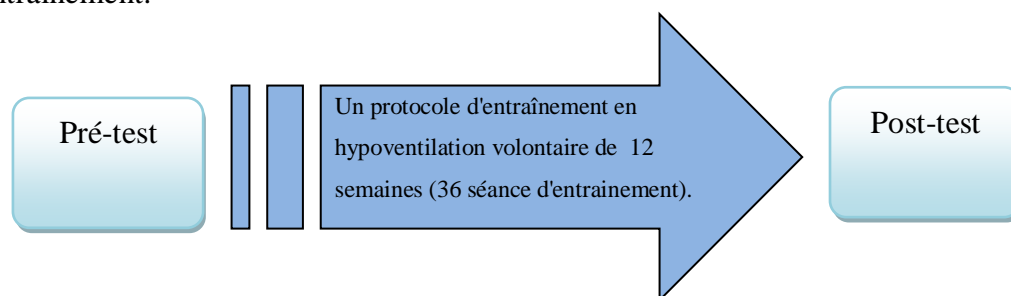 Pré-test
Un protocole d'entraînement en
hypoventilation volontaire de 12
semaines (36 séance d'entrainement).
Post-test